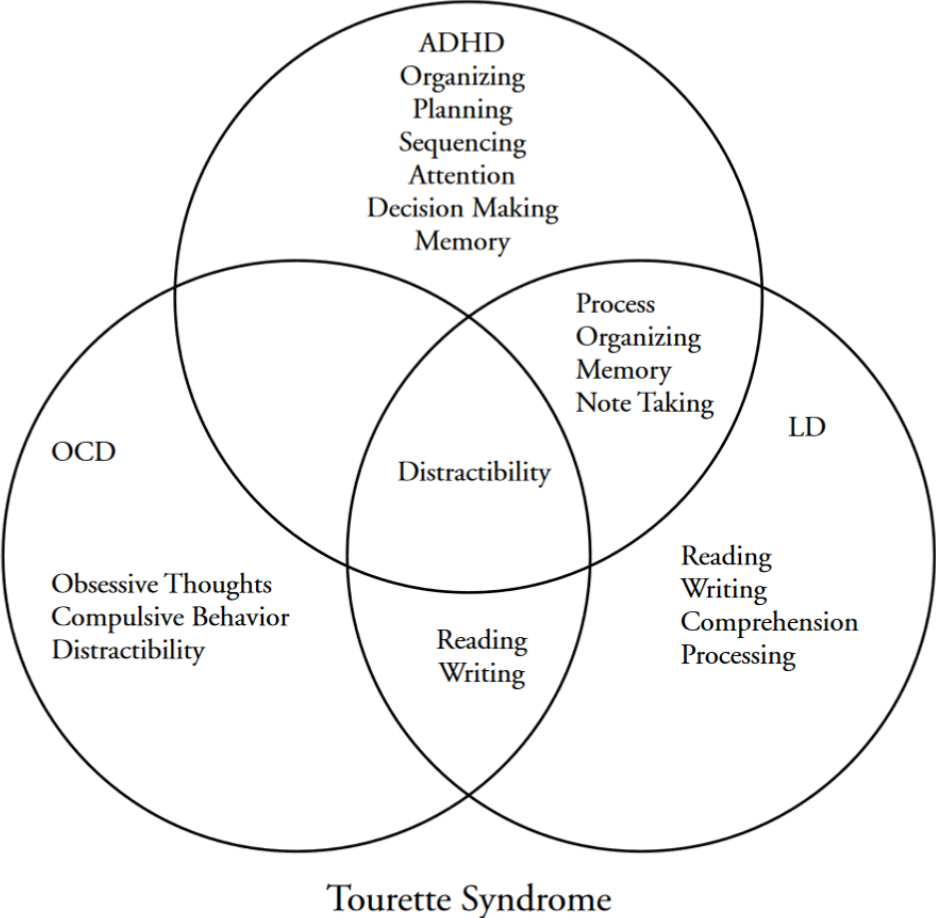 ADHD
Organizing
Planning
Sequencing
Attention
Decision Making
Memory
Process
Organizing
Memory
Note Taking
LD
OCD
Distractibility
Obsessive Thoughts
Compulsive Behavior
Distractibility
Reading
Writing
Comprehension
Processing
Reading
Writing
Tourette Syndrome